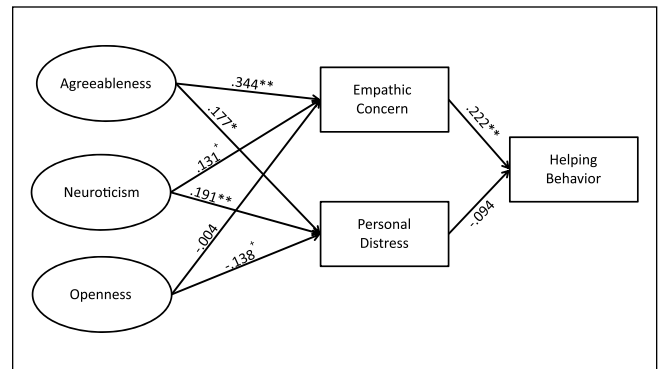 Agreeableness
.344**
Empathic
Concern
.177*
.222**
.131+
Helping
Behavior
Neuroticism
.191**
Personal
Distress
-.004
-.094
-.138+
Openness